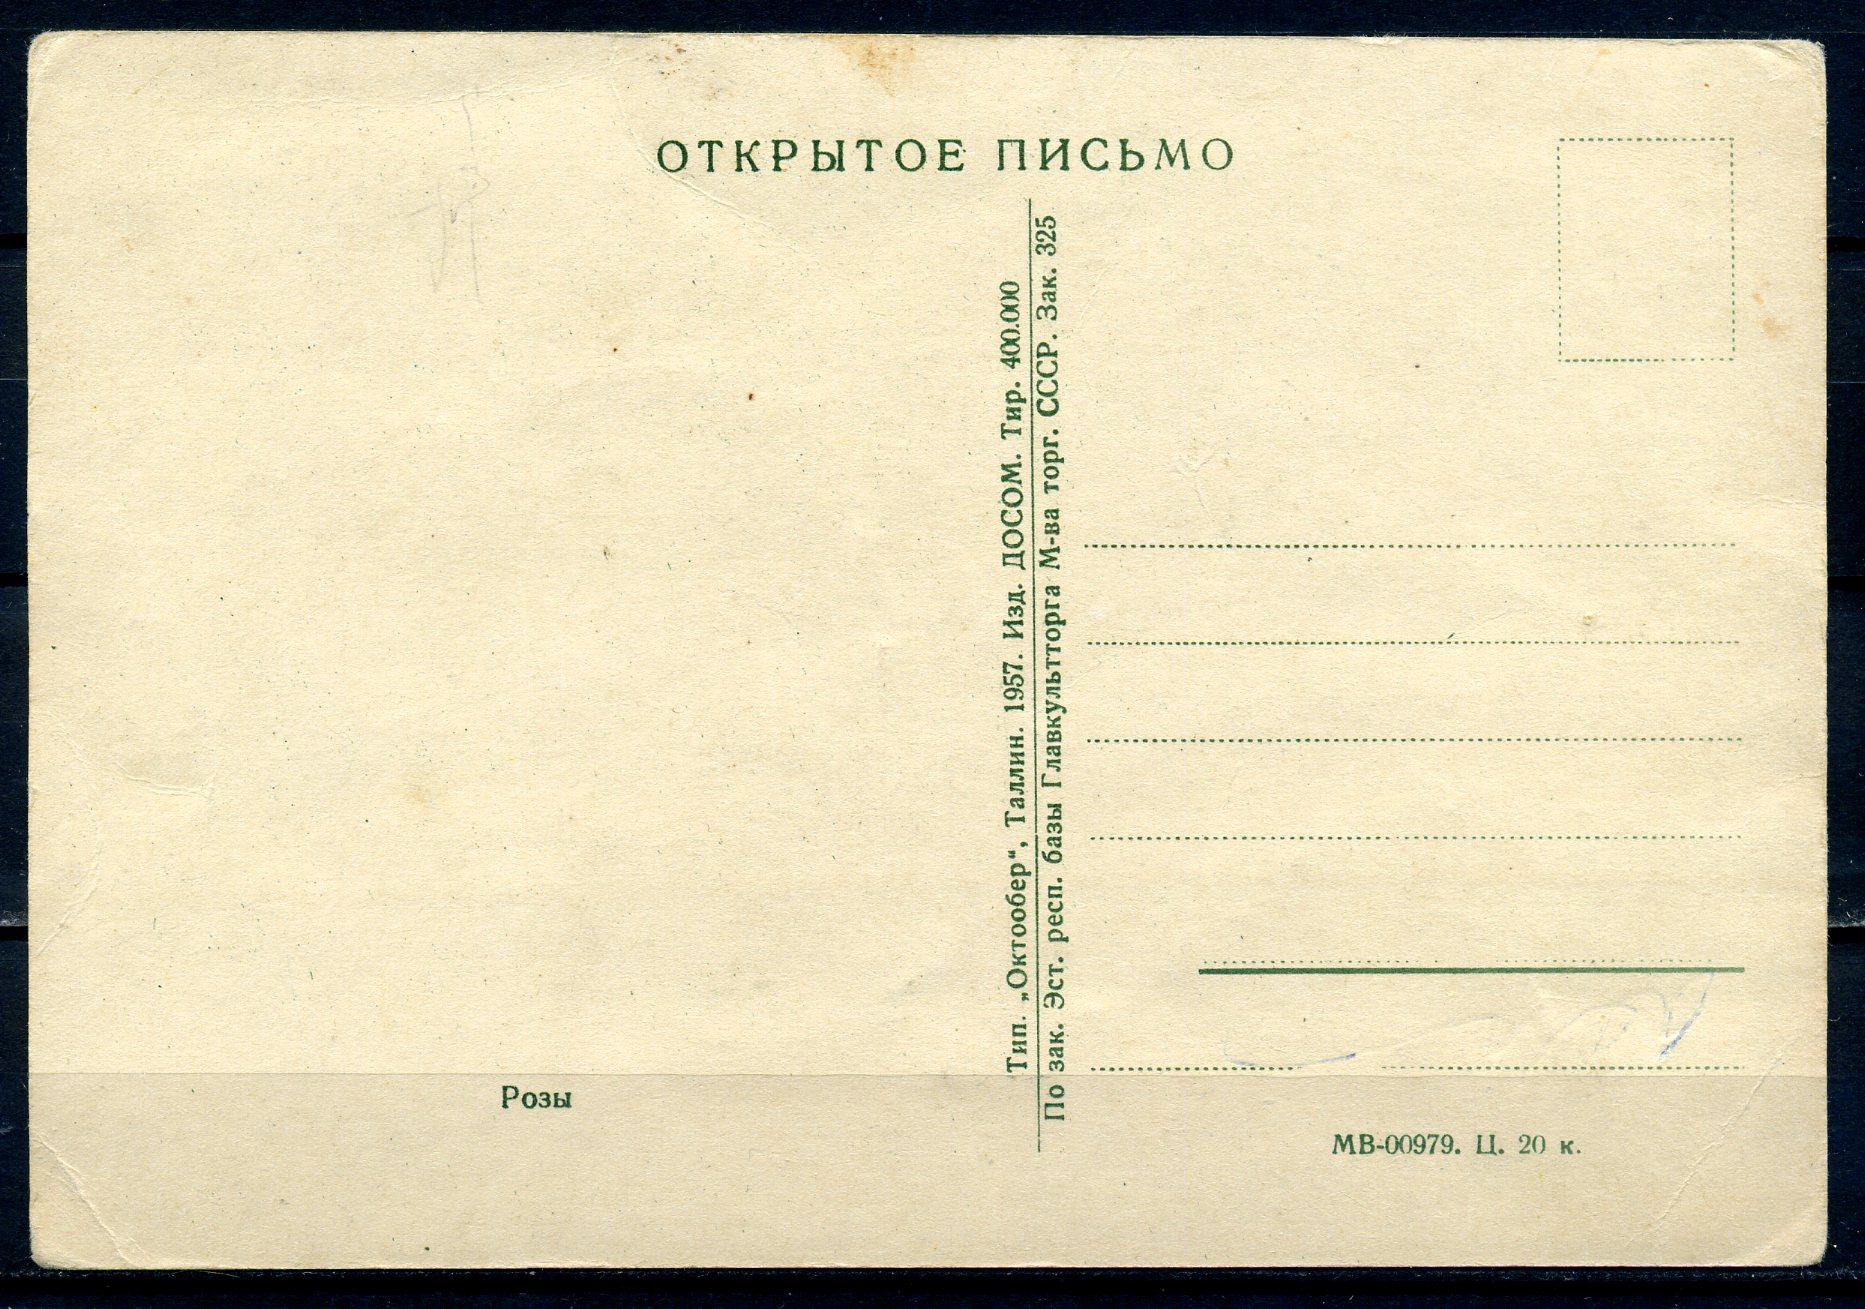 ОТКРЫТОЕ ПИСЬМО
Тип. „Октообер“, Таллин. 1957. Изд. ДОСОМ. Тир. 400.000
По зак. Эст. респ. базы Главкультторга М-ва торг. СССР. Зак. 325
Розы
МВ-00979. Ц. 20 к.